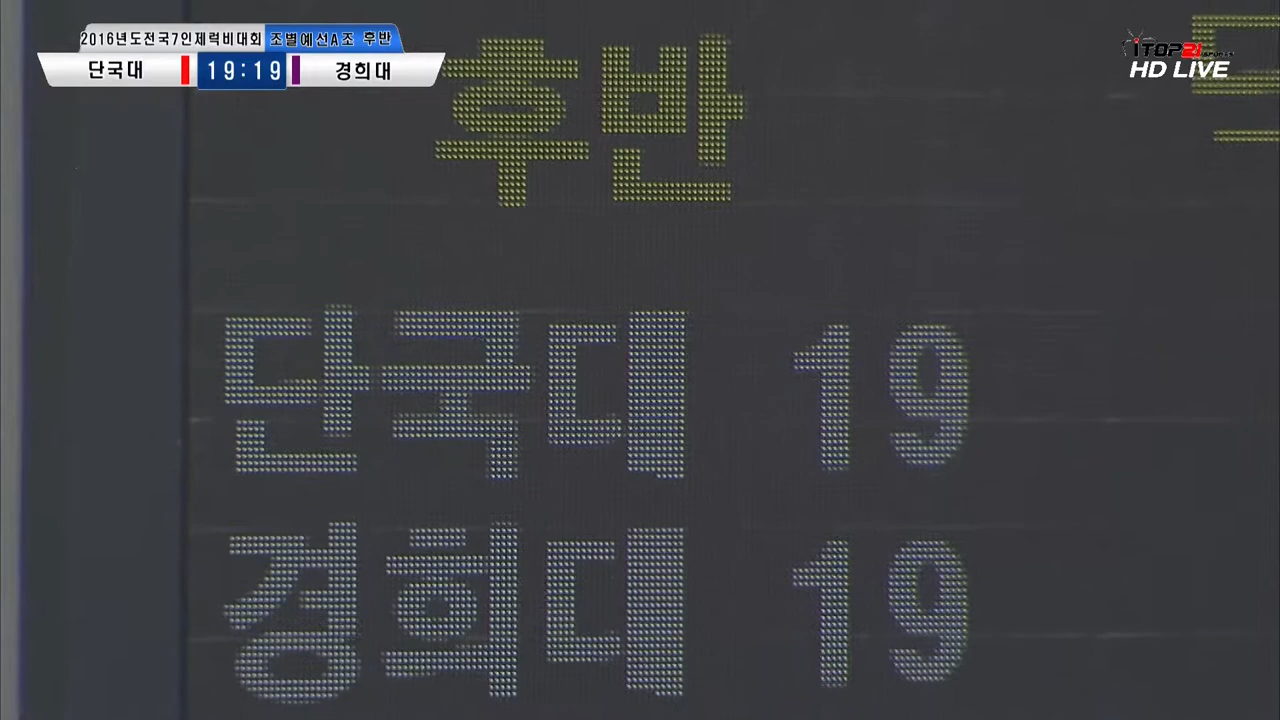 2016년도전국7인제럭비대회 조별예선A조 후반
단국대 19:19 경희대
iTOP21 SPORTS
HD LIVE
후반
단국대 19
경희대 19